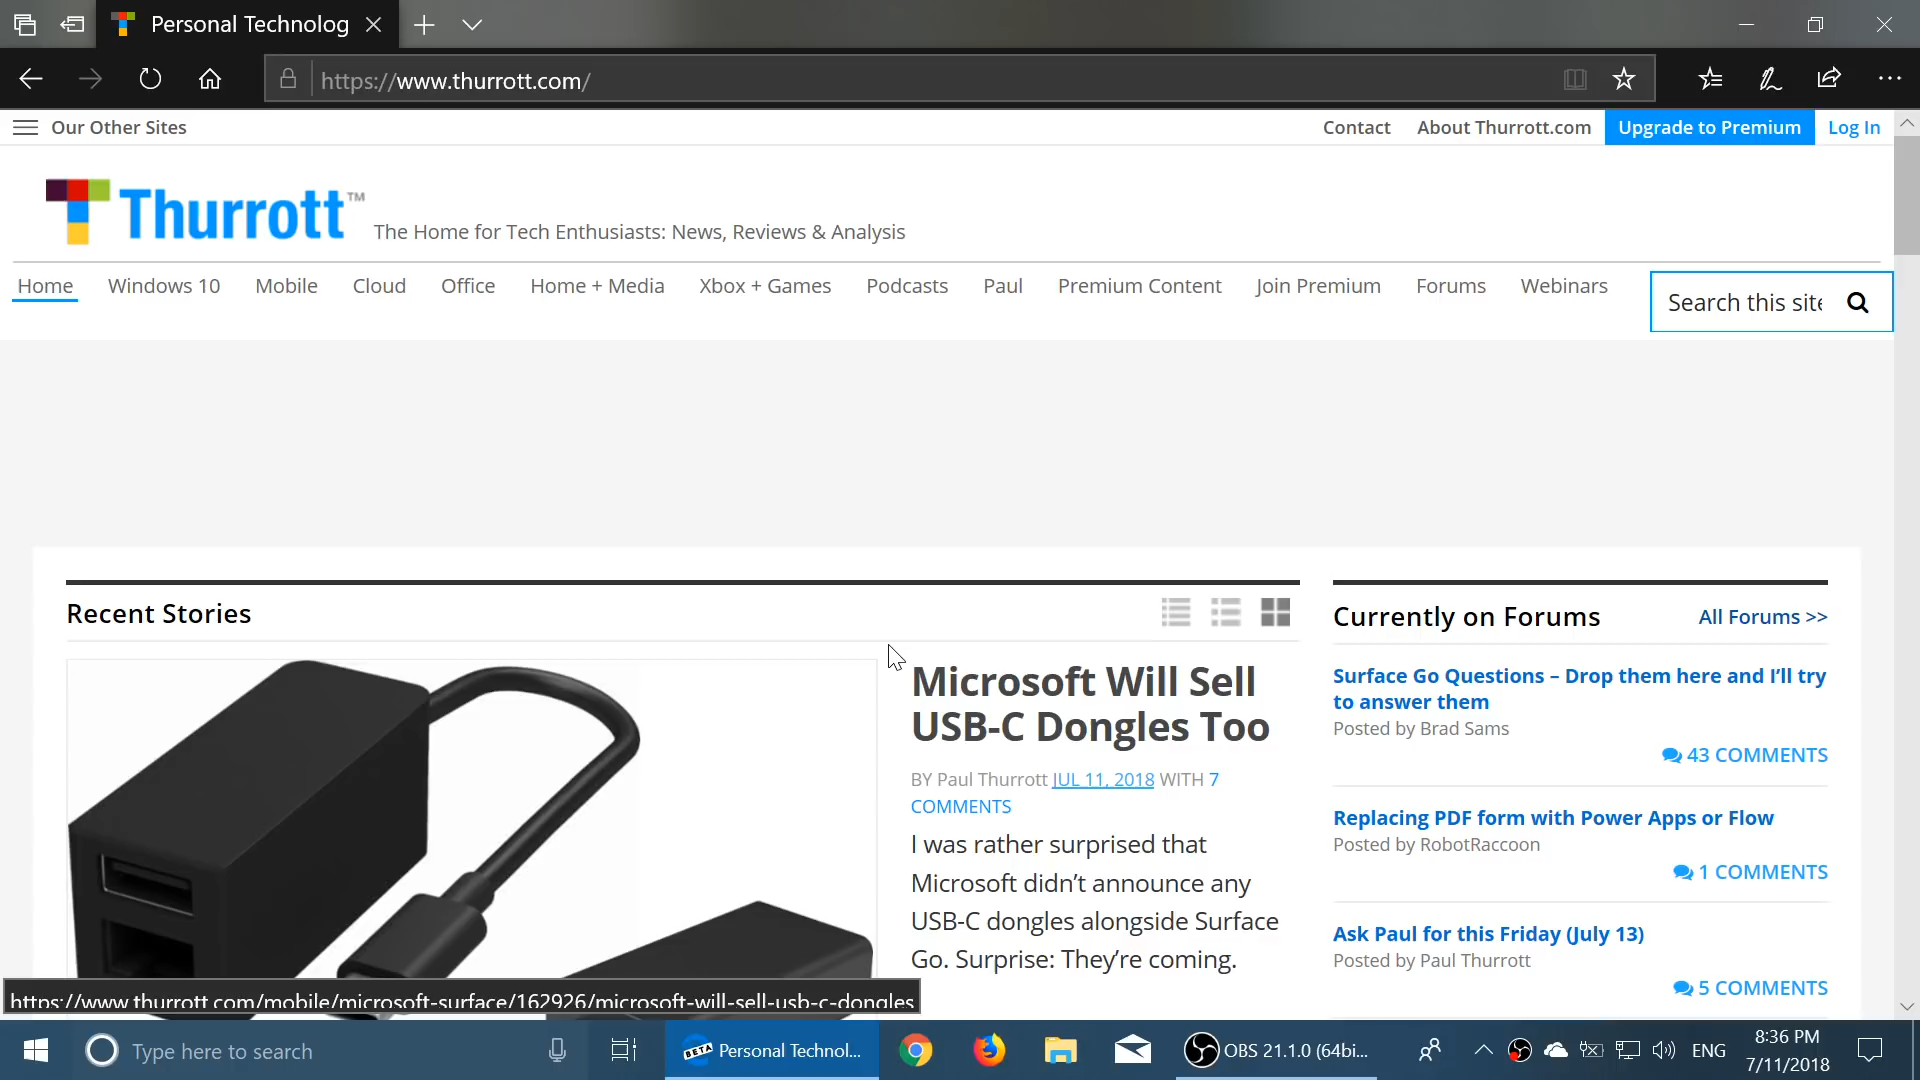 Personal Technolog
https://www.thurrott.com/
Our Other Sites
Contact
About Thurrott.com
Upgrade to Premium
Log In
Thurrott™
The Home for Tech Enthusiasts: News, Reviews & Analysis
Home
Windows 10
Mobile
Cloud
Office
Home + Media
Xbox + Games
Podcasts
Paul
Premium Content
Join Premium
Forums
Webinars
Search this site
Recent Stories
Microsoft Will Sell
USB-C Dongles Too
BY Paul Thurrott JUL 11, 2018 WITH 7
COMMENTS
I was rather surprised that
Microsoft didn’t announce any
USB-C dongles alongside Surface
Go. Surprise: They’re coming.
Currently on Forums
All Forums >>
Surface Go Questions – Drop them here and I’ll try
to answer them
Posted by Brad Sams
43 COMMENTS
Replacing PDF form with Power Apps or Flow
Posted by RobotRaccoon
1 COMMENTS
Ask Paul for this Friday (July 13)
Posted by Paul Thurrott
5 COMMENTS
https://www.thurrott.com/mobile/microsoft-surface/162926/microsoft-will-sell-usb-c-dongles
Type here to search
BETA
Personal Technol...
OBS 21.1.0 (64bi...
ENG
8:36 PM
7/11/2018